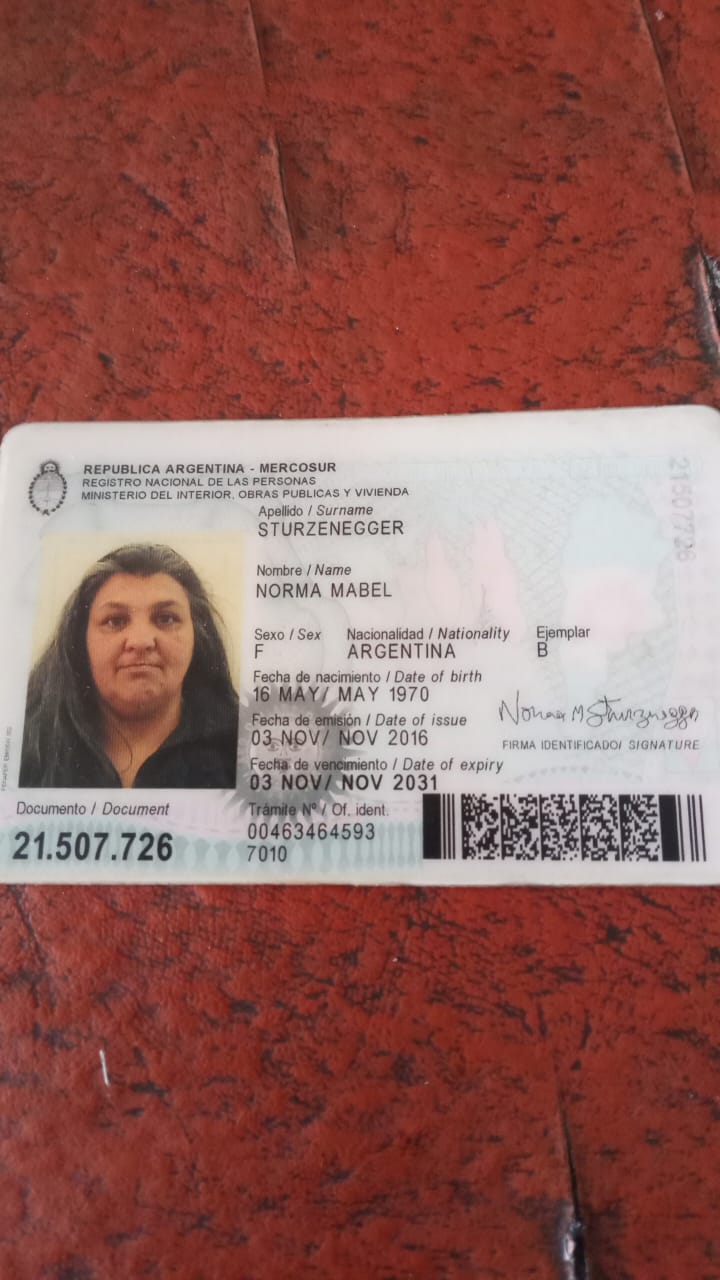 REPUBLICA ARGENTINA - MERCOSUR
REGISTRO NACIONAL DE LAS PERSONAS
MINISTERIO DEL INTERIOR, OBRAS PUBLICAS Y VIVIENDA
Apellido / Surname
STURZENEGGER
Nombre / Name
NORMA MABEL
Sexo / Sex Nacionalidad / Nationality Ejemplar
F ARGENTINA B
Fecha de nacimiento / Date of birth
16 MAY/ MAY 1970
Fecha de emisión / Date of issue
03 NOV/ NOV 2016
Norma M Sturzenegger
FIRMA IDENTIFICADO/ SIGNATURE
Fecha de vencimiento / Date of expiry
03 NOV/ NOV 2031
Documento / Document
21.507.726
Trámite Nº / Of. ident.
00463464593
7010
21507726